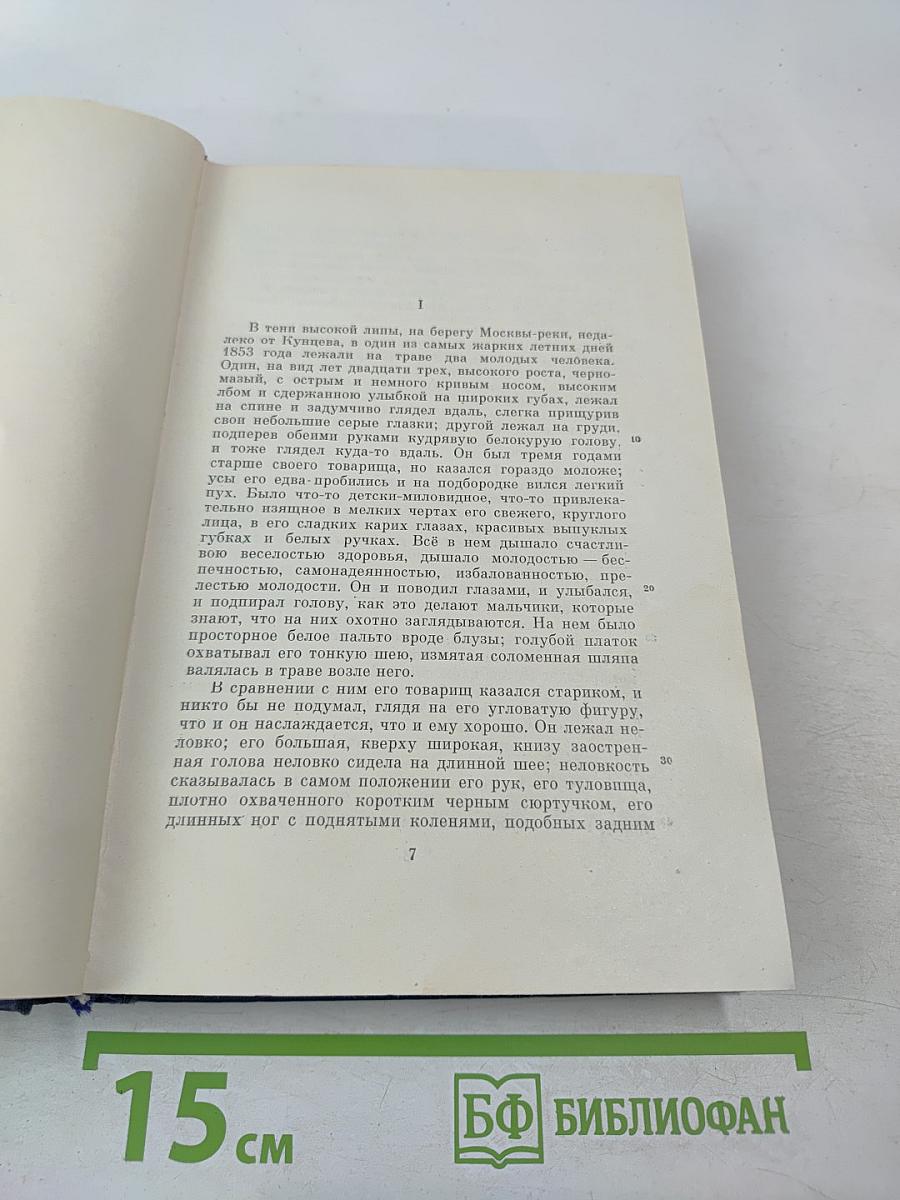 I
В тени высокой липы, на берегу Москвы-реки, неда-
леко от Кунцева, в один из самых жарких летних дней
1853 года лежали на траве два молодых человека.
Один, на вид лет двадцати трех, высокого роста, черно-
мазый, с острым и немного кривым носом, высоким
лбом и сдержанною улыбкой на широких губах, лежал
на спине и задумчиво глядел вдаль, слегка прищурив
свои небольшие серые глазки; другой лежал на груди,
подперев обеими руками кудрявую белокурую голову, 10
и тоже глядел куда-то вдаль. Он был тремя годами
старше своего товарища, но казался гораздо моложе;
усы его едва пробились и на подбородке вился легкий
пух. Было что-то детски-миловидное, что-то привлека-
тельно изящное в мелких чертах его свежего, круглого
лица, в его сладких карих глазах, красивых выпуклых
губках и белых ручках. Всё в нем дышало счастли-
вою веселостью здоровья, дышало молодостью — бес-
печностью, самонадеянностью, избалованностью, пре-
лестью молодости. Он и поводил глазами, и улыбался, 20
и подпирал голову, как это делают мальчики, которые
знают, что на них охотно заглядываются. На нем было
просторное белое пальто вроде блузы; голубой платок
охватывал его тонкую шею, измятая соломенная шляпа
валялась в траве возле него.
В сравнении с ним его товарищ казался стариком, и
никто бы не подумал, глядя на его угловатую фигуру,
что и он наслаждается, что и ему хорошо. Он лежал не-
ловко; его большая, кверху широкая, книзу заострен-
ная голова неловко сидела на длинной шее; неловкость 30
сказывалась в самом положении его рук, его туловища,
плотно охваченного коротким черным сюртучком, его
длинных ног с поднятыми коленями, подобных задним
7
15 см
БФ БИБЛИОФАН